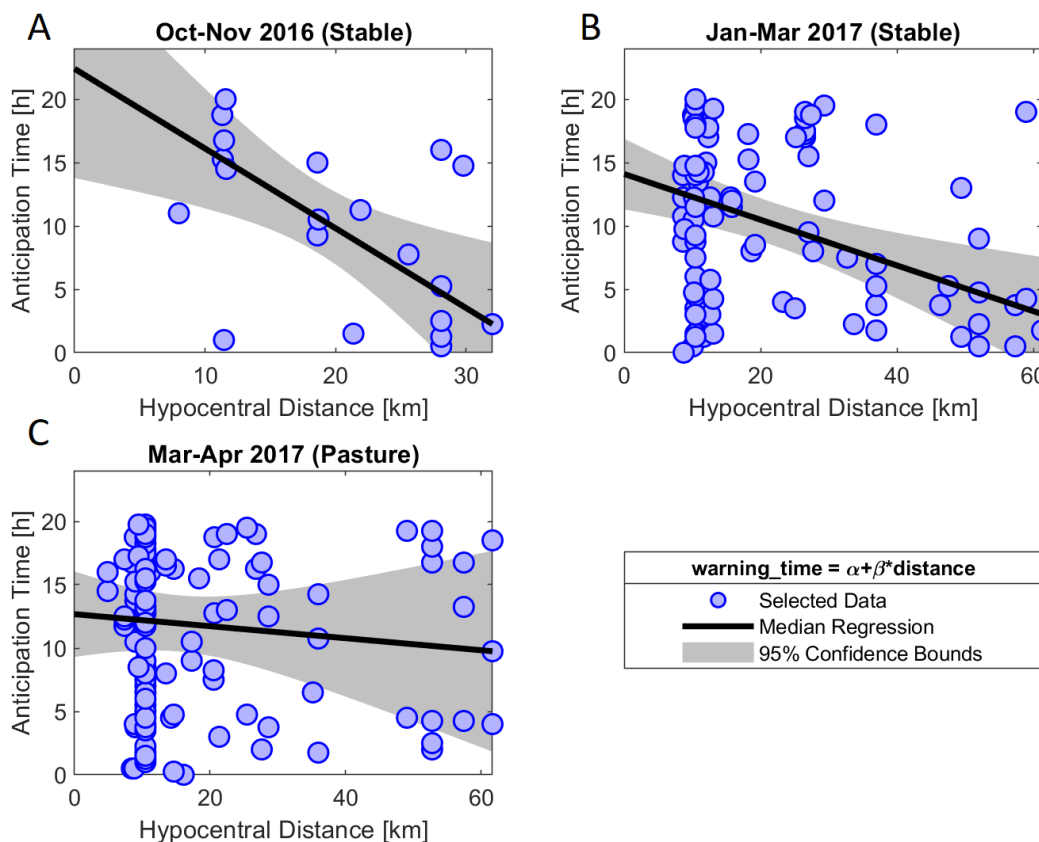 A
Oct-Nov 2016 (Stable)
Anticipation Time [h]
20
15
10
5
0
0 10 20 30
Hypocentral Distance [km]
B
Jan-Mar 2017 (Stable)
Anticipation Time [h]
20
15
10
5
0
0 20 40 60
Hypocentral Distance [km]
C
Mar-Apr 2017 (Pasture)
Anticipation Time [h]
20
15
10
5
0
0 20 40 60
Hypocentral Distance [km]
warning_time = α+β*distance
Selected Data
Median Regression
95% Confidence Bounds